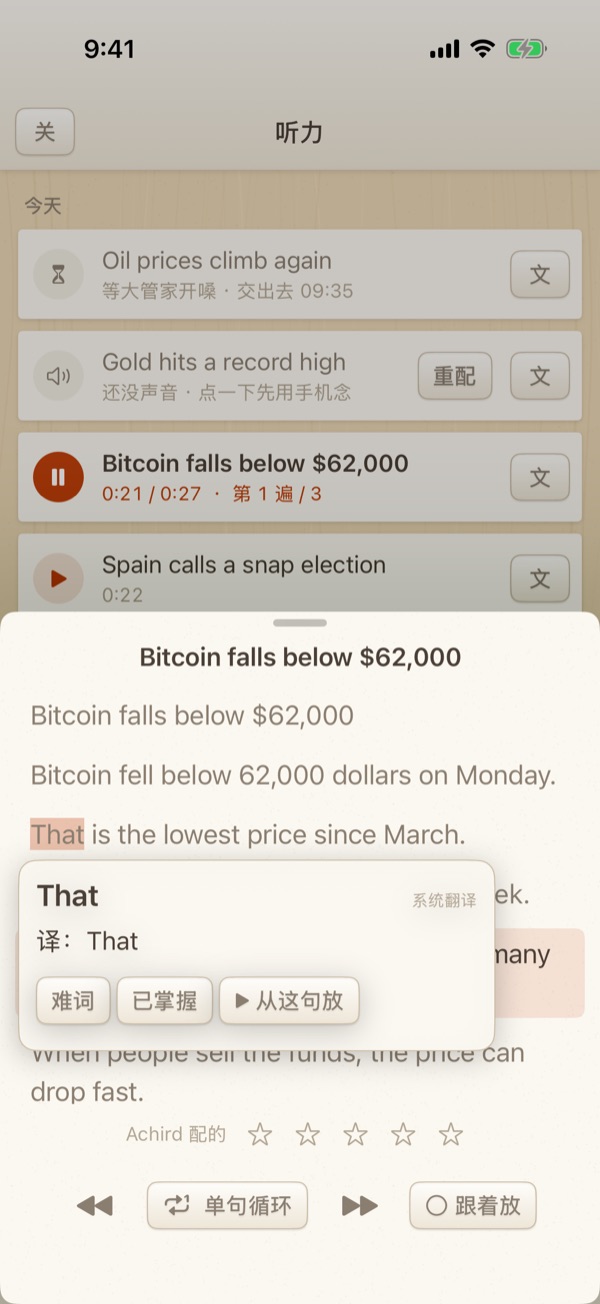 9:41
关
听力
今天
Oil prices climb again
等大管家开嗓 · 交出去 09:35
文
Gold hits a record high
还没声音 · 点一下先用手机念
重配
文
Bitcoin falls below $62,000
0:21 / 0:27 · 第 1 遍 / 3
文
Spain calls a snap election
0:22
文
Bitcoin falls below $62,000
Bitcoin falls below $62,000
Bitcoin fell below 62,000 dollars on Monday.
That is the lowest price since March.
ek.
many
That
系统翻译
译：That
难词
已掌握
从这句放
When people sell the funds, the price can
drop fast.
Achird 配的
单句循环
跟着放